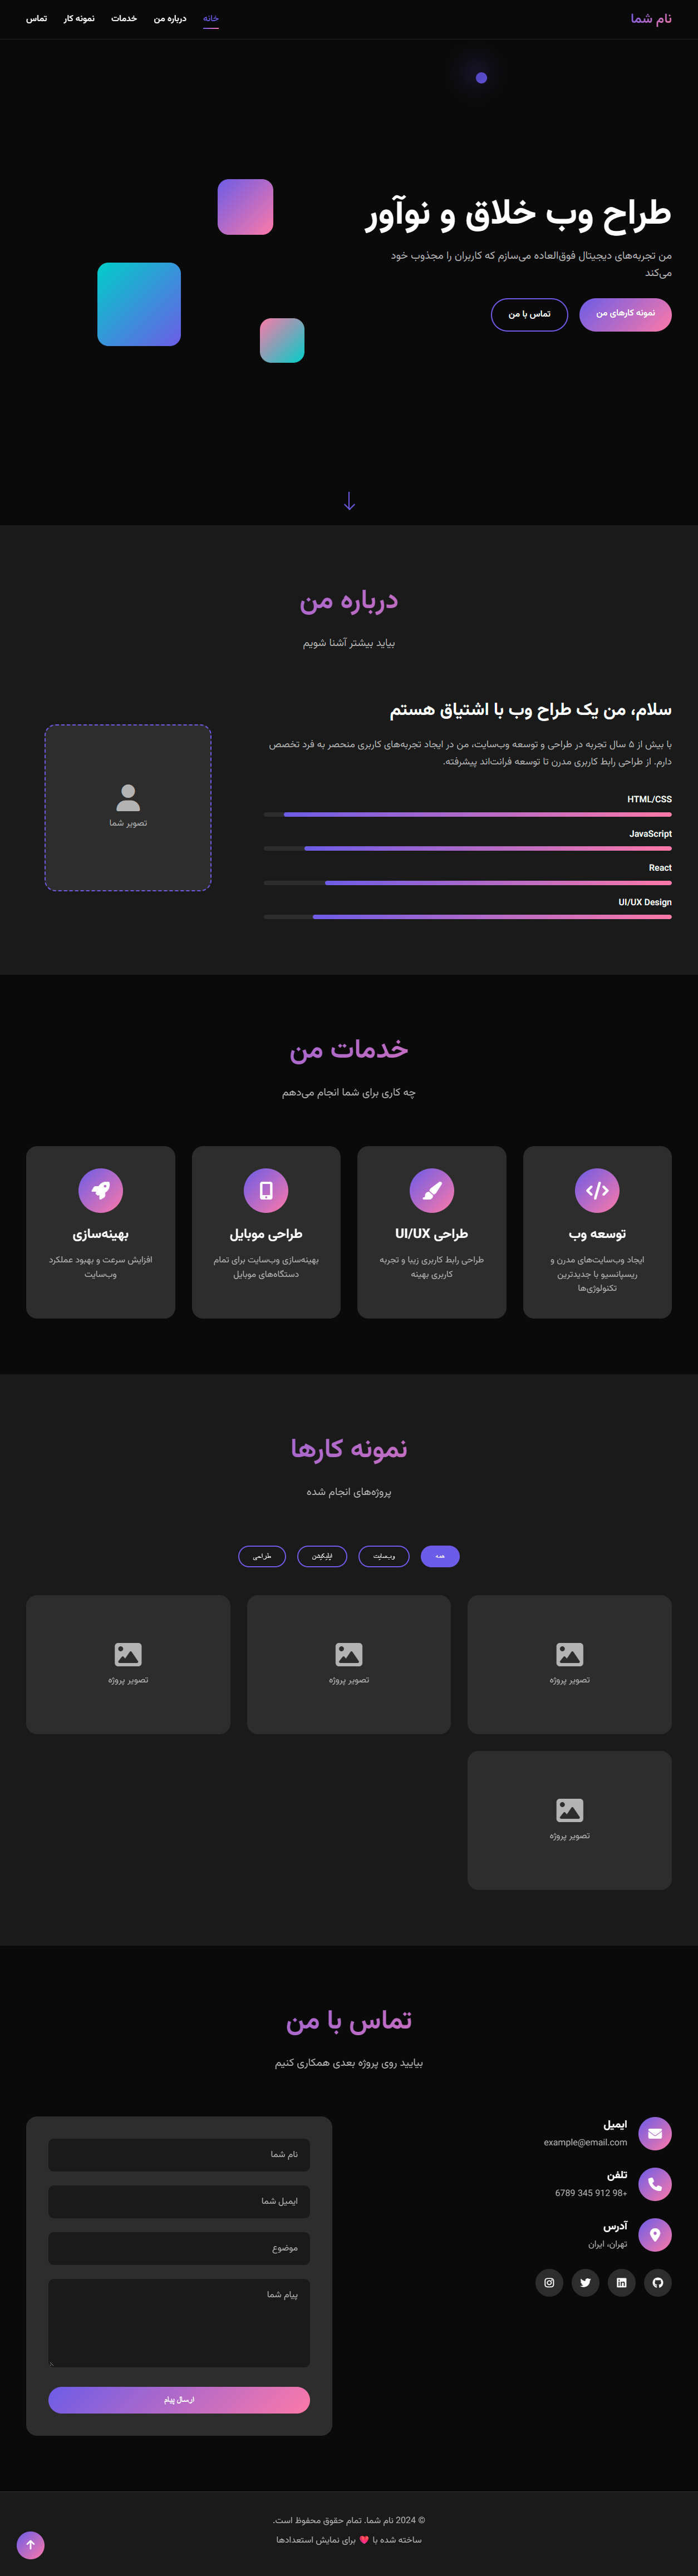 نام شما
خانه
درباره من
خدمات
نمونه کار
تماس
طراح وب خلاق و نوآور
من تجربه‌های دیجیتال فوق‌العاده می‌سازم که کاربران را مجذوب خود
می‌کند
نمونه کارهای من
تماس با من
درباره من
بیاید بیشتر آشنا شویم
سلام، من یک طراح وب با اشتیاق هستم
با بیش از ۵ سال تجربه در طراحی و توسعه وب‌سایت، من در ایجاد تجربه‌های کاربری منحصر به فرد تخصص
دارم. از طراحی رابط کاربری مدرن تا توسعه فرانت‌اند پیشرفته.
HTML/CSS
JavaScript
React
UI/UX Design
تصویر شما
خدمات من
چه کاری برای شما انجام می‌دهم
توسعه وب
ایجاد وب‌سایت‌های مدرن و
ریسپانسیو با جدیدترین
تکنولوژی‌ها
طراحی UI/UX
طراحی رابط کاربری زیبا و تجربه
کاربری بهینه
طراحی موبایل
بهینه‌سازی وب‌سایت برای تمام
دستگاه‌های موبایل
بهینه‌سازی
افزایش سرعت و بهبود عملکرد
وب‌سایت
نمونه کارها
پروژه‌های انجام شده
همه
وب‌سایت
اپلیکیشن
طراحی
تصویر پروژه
تصویر پروژه
تصویر پروژه
تصویر پروژه
تماس با من
بیایید روی پروژه بعدی همکاری کنیم
ایمیل
example@email.com
تلفن
+98 912 345 6789
آدرس
تهران، ایران
نام شما
ایمیل شما
موضوع
پیام شما
ارسال پیام
© 2024 نام شما. تمام حقوق محفوظ است.
ساخته شده با ❤️ برای نمایش استعدادها